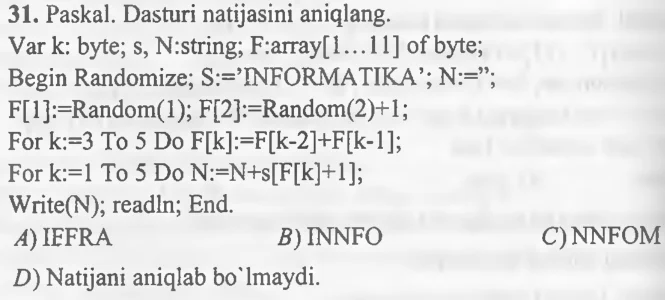 31. Paskal. Dasturi natijasini aniqlang.
Var k: byte; s, N:string; F:array[1…11] of byte;
Begin Randomize; S:=’INFORMATIKA’; N:=”;
F[1]:=Random(1); F[2]:=Random(2)+1;
For k:=3 To 5 Do F[k]:=F[k-2]+F[k-1];
For k:=1 To 5 Do N:=N+s[F[k]+1];
Write(N); readln; End.
A) IFFRA B) INNFO C) NNFOM
D) Natijani aniqlab bo`lmaydi.